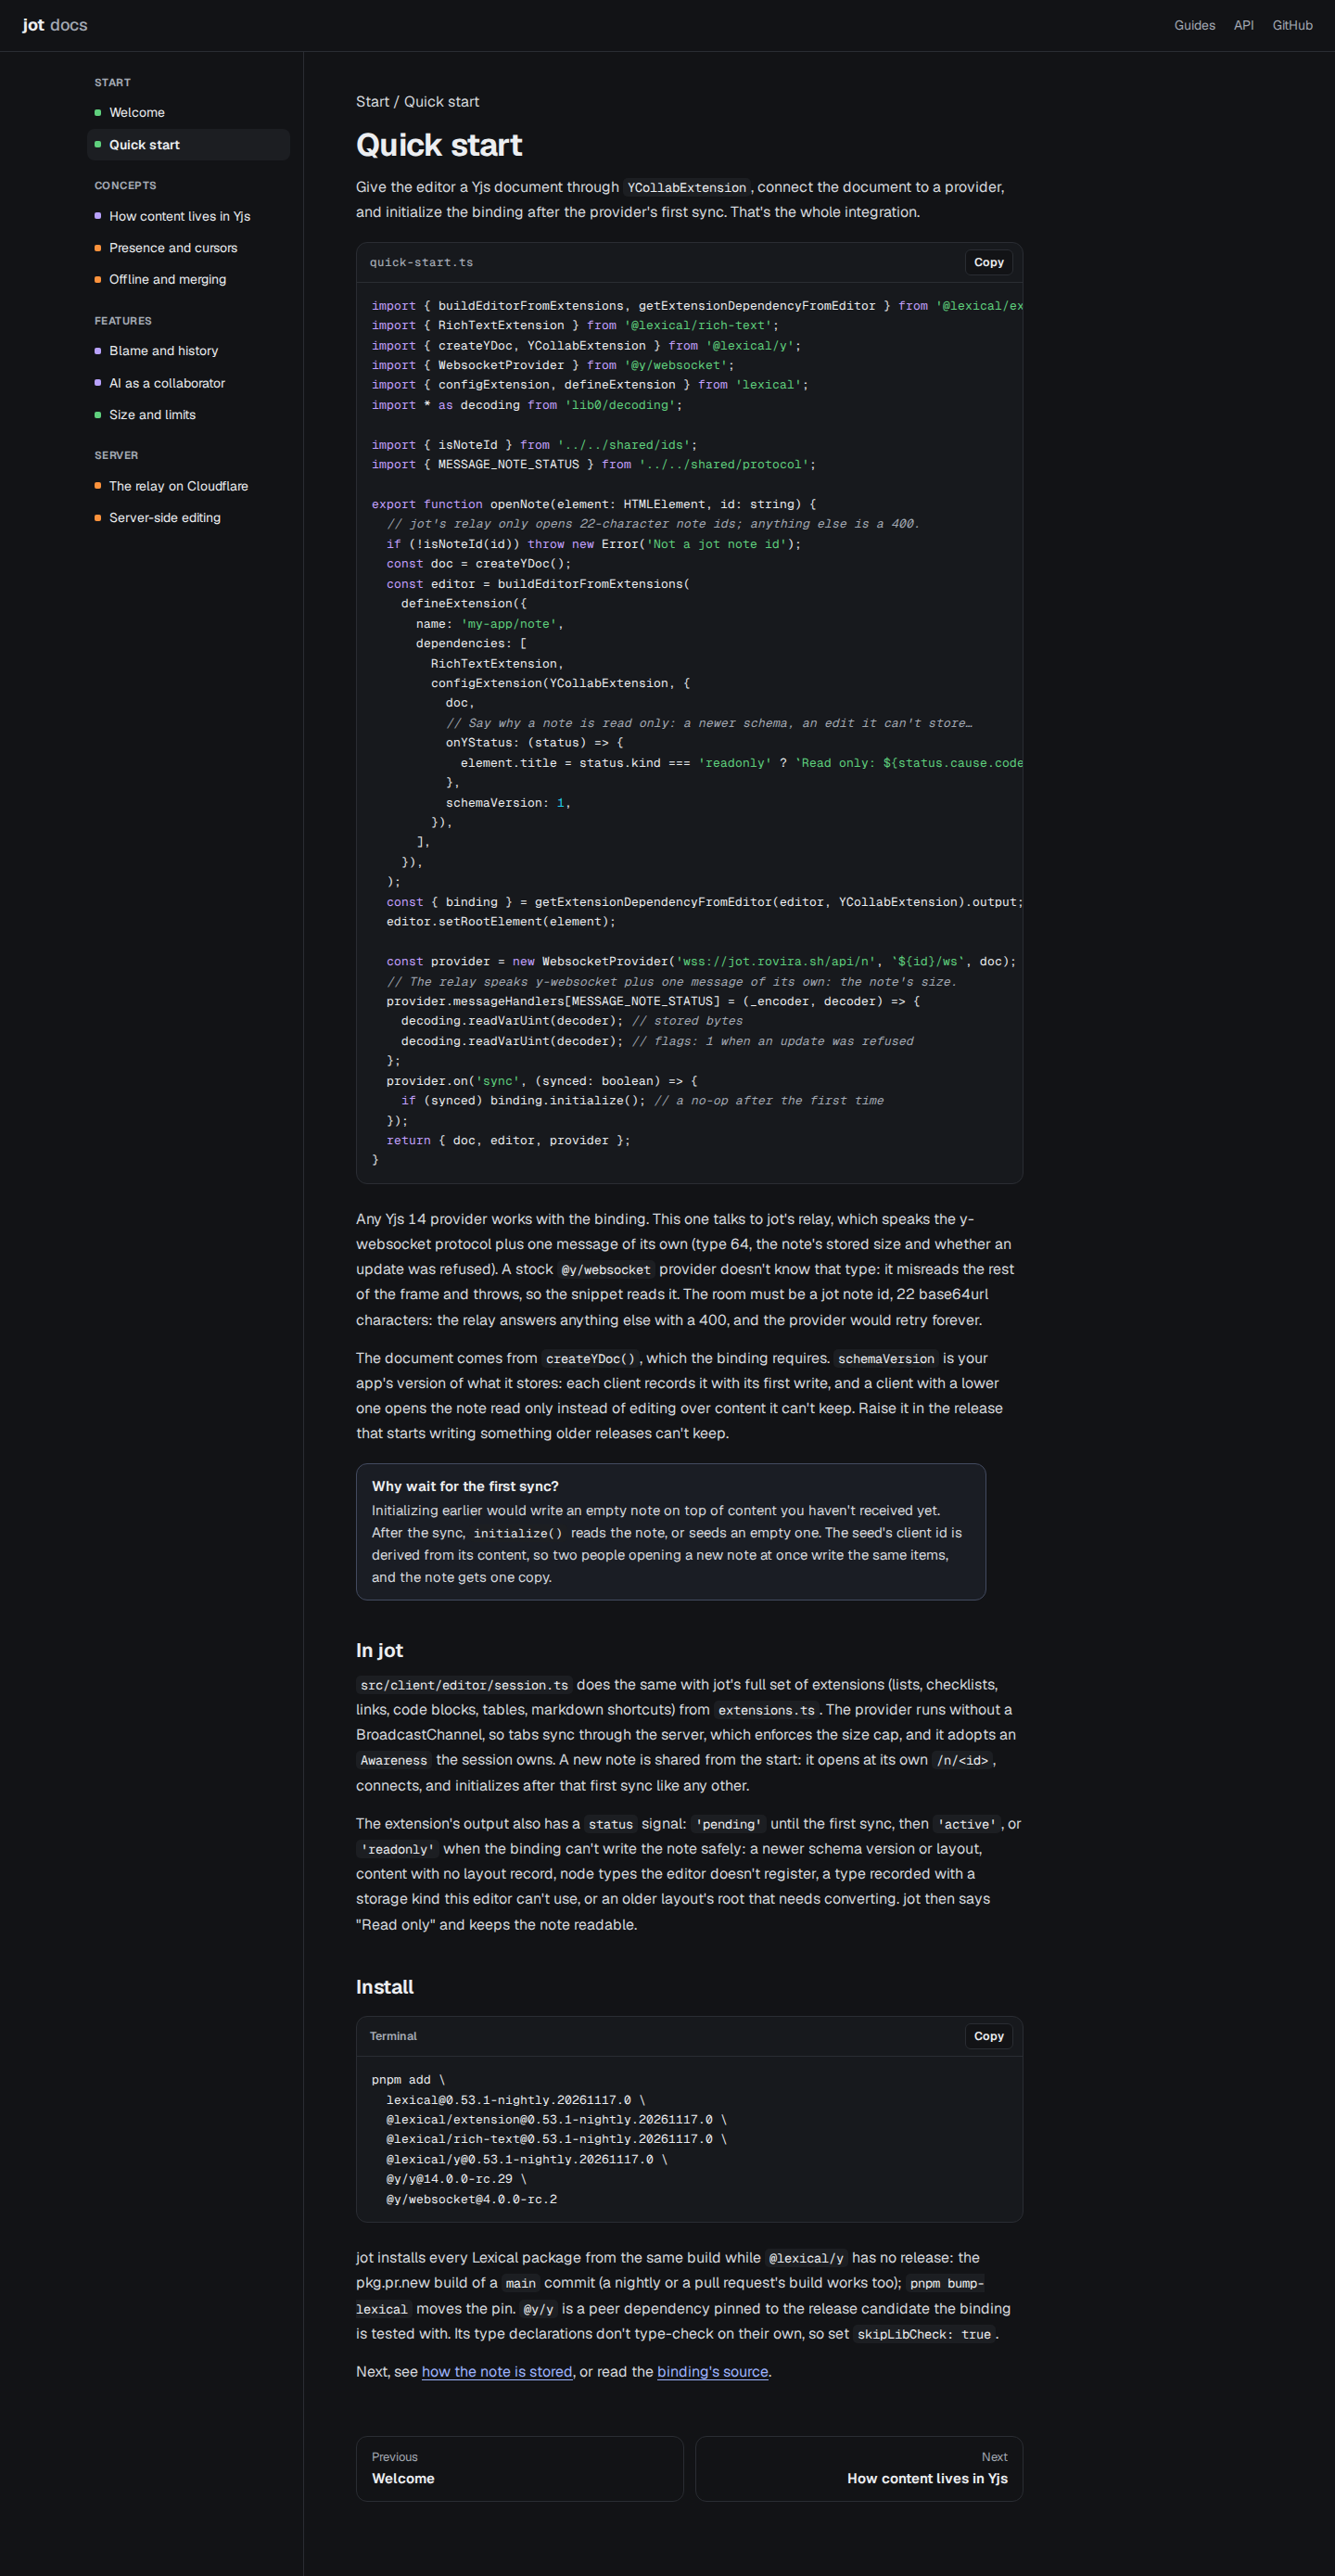 jot docs
Guides API GitHub
START
Welcome
Quick start
CONCEPTS
How content lives in Yjs
Presence and cursors
Offline and merging
FEATURES
Blame and history
AI as a collaborator
Size and limits
SERVER
The relay on Cloudflare
Server-side editing
Start / Quick start
Quick start
Give the editor a Yjs document through YCollabExtension, connect the document to a provider,
and initialize the binding after the provider's first sync. That's the whole integration.
quick-start.ts
Copy
import { buildEditorFromExtensions, getExtensionDependencyFromEditor } from '@lexical/ex
import { RichTextExtension } from '@lexical/rich-text';
import { createYDoc, YCollabExtension } from '@lexical/y';
import { WebsocketProvider } from '@y/websocket';
import { configExtension, defineExtension } from 'lexical';
import * as decoding from 'lib0/decoding';
import { isNoteId } from '../../shared/ids';
import { MESSAGE_NOTE_STATUS } from '../../shared/protocol';
export function openNote(element: HTMLElement, id: string) {
  // jot's relay only opens 22-character note ids; anything else is a 400.
  if (!isNoteId(id)) throw new Error('Not a jot note id');
  const doc = createYDoc();
  const editor = buildEditorFromExtensions(
    defineExtension({
      name: 'my-app/note',
      dependencies: [
        RichTextExtension,
        configExtension(YCollabExtension, {
          doc,
          // Say why a note is read only: a newer schema, an edit it can't store…
          onYStatus: (status) => {
            element.title = status.kind === 'readonly' ? `Read only: ${status.cause.code
          },
          schemaVersion: 1,
        }),
      ],
    }),
  );
  const { binding } = getExtensionDependencyFromEditor(editor, YCollabExtension).output;
  editor.setRootElement(element);
  const provider = new WebsocketProvider('wss://jot.rovira.sh/api/n', `${id}/ws`, doc);
  // The relay speaks y-websocket plus one message of its own: the note's size.
  provider.messageHandlers[MESSAGE_NOTE_STATUS] = (_encoder, decoder) => {
    decoding.readVarUint(decoder); // stored bytes
    decoding.readVarUint(decoder); // flags: 1 when an update was refused
  };
  provider.on('sync', (synced: boolean) => {
    if (synced) binding.initialize(); // a no-op after the first time
  });
  return { doc, editor, provider };
}
Any Yjs 14 provider works with the binding. This one talks to jot's relay, which speaks the y-
websocket protocol plus one message of its own (type 64, the note's stored size and whether an
update was refused). A stock @y/websocket provider doesn't know that type: it misreads the rest
of the frame and throws, so the snippet reads it. The room must be a jot note id, 22 base64url
characters: the relay answers anything else with a 400, and the provider would retry forever.
The document comes from createYDoc(), which the binding requires. schemaVersion is your
app's version of what it stores: each client records it with its first write, and a client with a lower
one opens the note read only instead of editing over content it can't keep. Raise it in the release
that starts writing something older releases can't keep.
Why wait for the first sync?
Initializing earlier would write an empty note on top of content you haven't received yet.
After the sync, initialize() reads the note, or seeds an empty one. The seed's client id is
derived from its content, so two people opening a new note at once write the same items,
and the note gets one copy.
In jot
src/client/editor/session.ts does the same with jot's full set of extensions (lists, checklists,
links, code blocks, tables, markdown shortcuts) from extensions.ts. The provider runs without a
BroadcastChannel, so tabs sync through the server, which enforces the size cap, and it adopts an
Awareness the session owns. A new note is shared from the start: it opens at its own /n/<id>,
connects, and initializes after that first sync like any other.
The extension's output also has a status signal: 'pending' until the first sync, then 'active', or
'readonly' when the binding can't write the note safely: a newer schema version or layout,
content with no layout record, node types the editor doesn't register, a type recorded with a
storage kind this editor can't use, or an older layout's root that needs converting. jot then says
"Read only" and keeps the note readable.
Install
Terminal
Copy
pnpm add \
  lexical@0.53.1-nightly.20261117.0 \
  @lexical/extension@0.53.1-nightly.20261117.0 \
  @lexical/rich-text@0.53.1-nightly.20261117.0 \
  @lexical/y@0.53.1-nightly.20261117.0 \
  @y/y@14.0.0-rc.29 \
  @y/websocket@4.0.0-rc.2
jot installs every Lexical package from the same build while @lexical/y has no release: the
pkg.pr.new build of a main commit (a nightly or a pull request's build works too); pnpm bump-
lexical moves the pin. @y/y is a peer dependency pinned to the release candidate the binding
is tested with. Its type declarations don't type-check on their own, so set skipLibCheck: true.
Next, see how the note is stored, or read the binding's source.
Previous
Welcome
Next
How content lives in Yjs